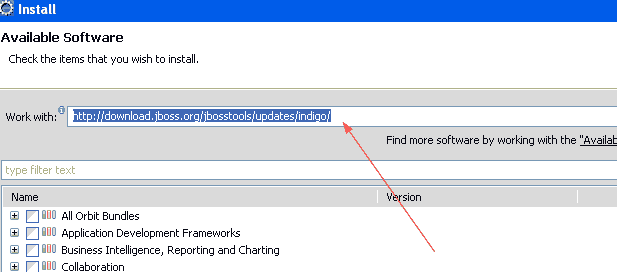 Install
Available Software
Check the items that you wish to install.
Work with: http://download.jboss.org/jbosstools/updates/indigo/
Find more software by working with the "Availab
type filter text
Name Version
All Orbit Bundles
Application Development Frameworks
Business Intelligence, Reporting and Charting
Collaboration